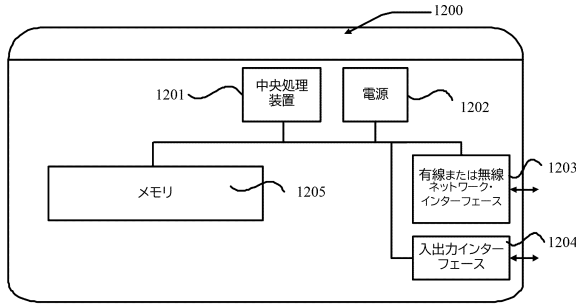 1200
1201
中央処理
装置
電源
1202
メモリ
1205
有線または無線
ネットワーク・
インターフェース
1203
入出力インター
フェース
1204